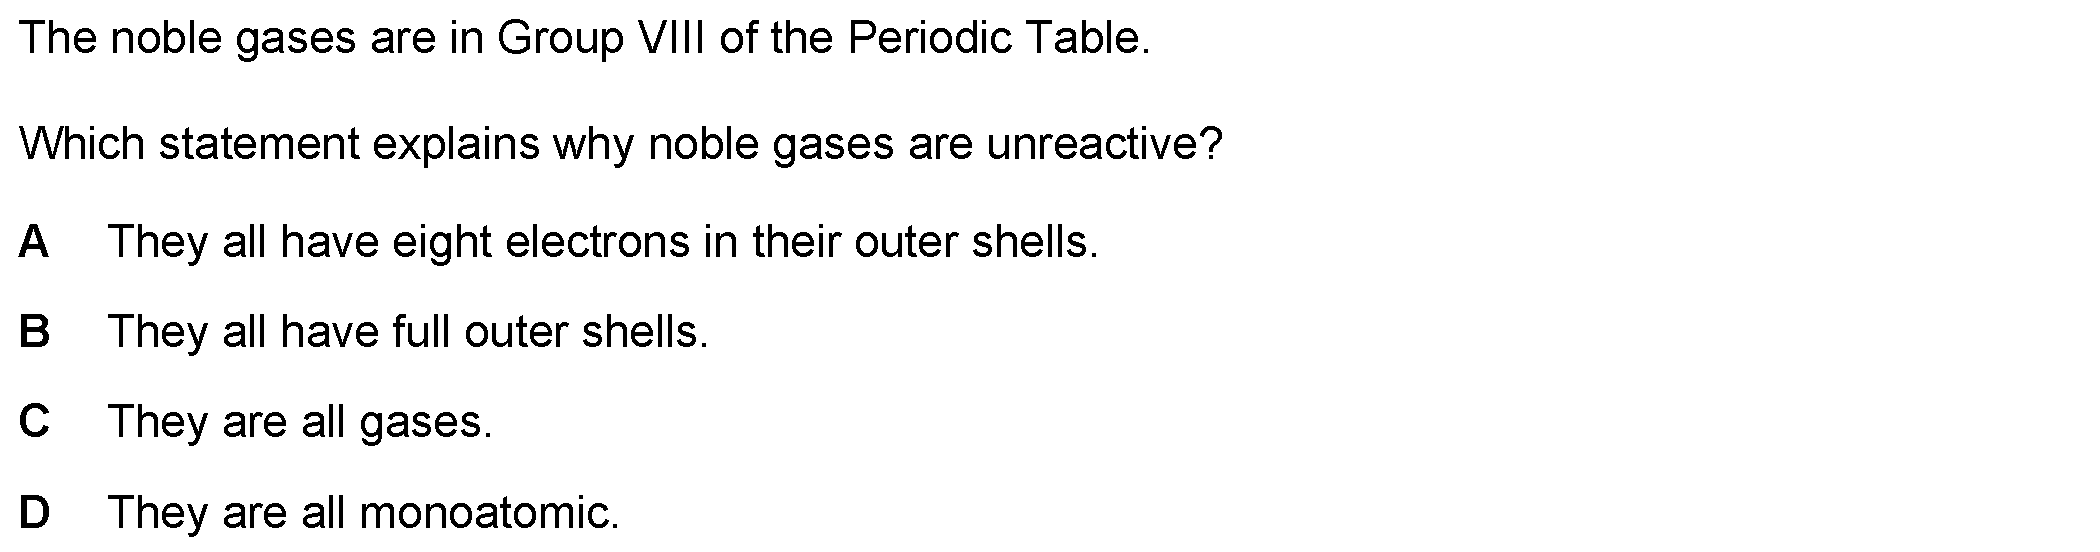 The noble gases are in Group VIII of the Periodic Table.
Which statement explains why noble gases are unreactive?
A They all have eight electrons in their outer shells.
B They all have full outer shells.
C They are all gases.
D They are all monoatomic.